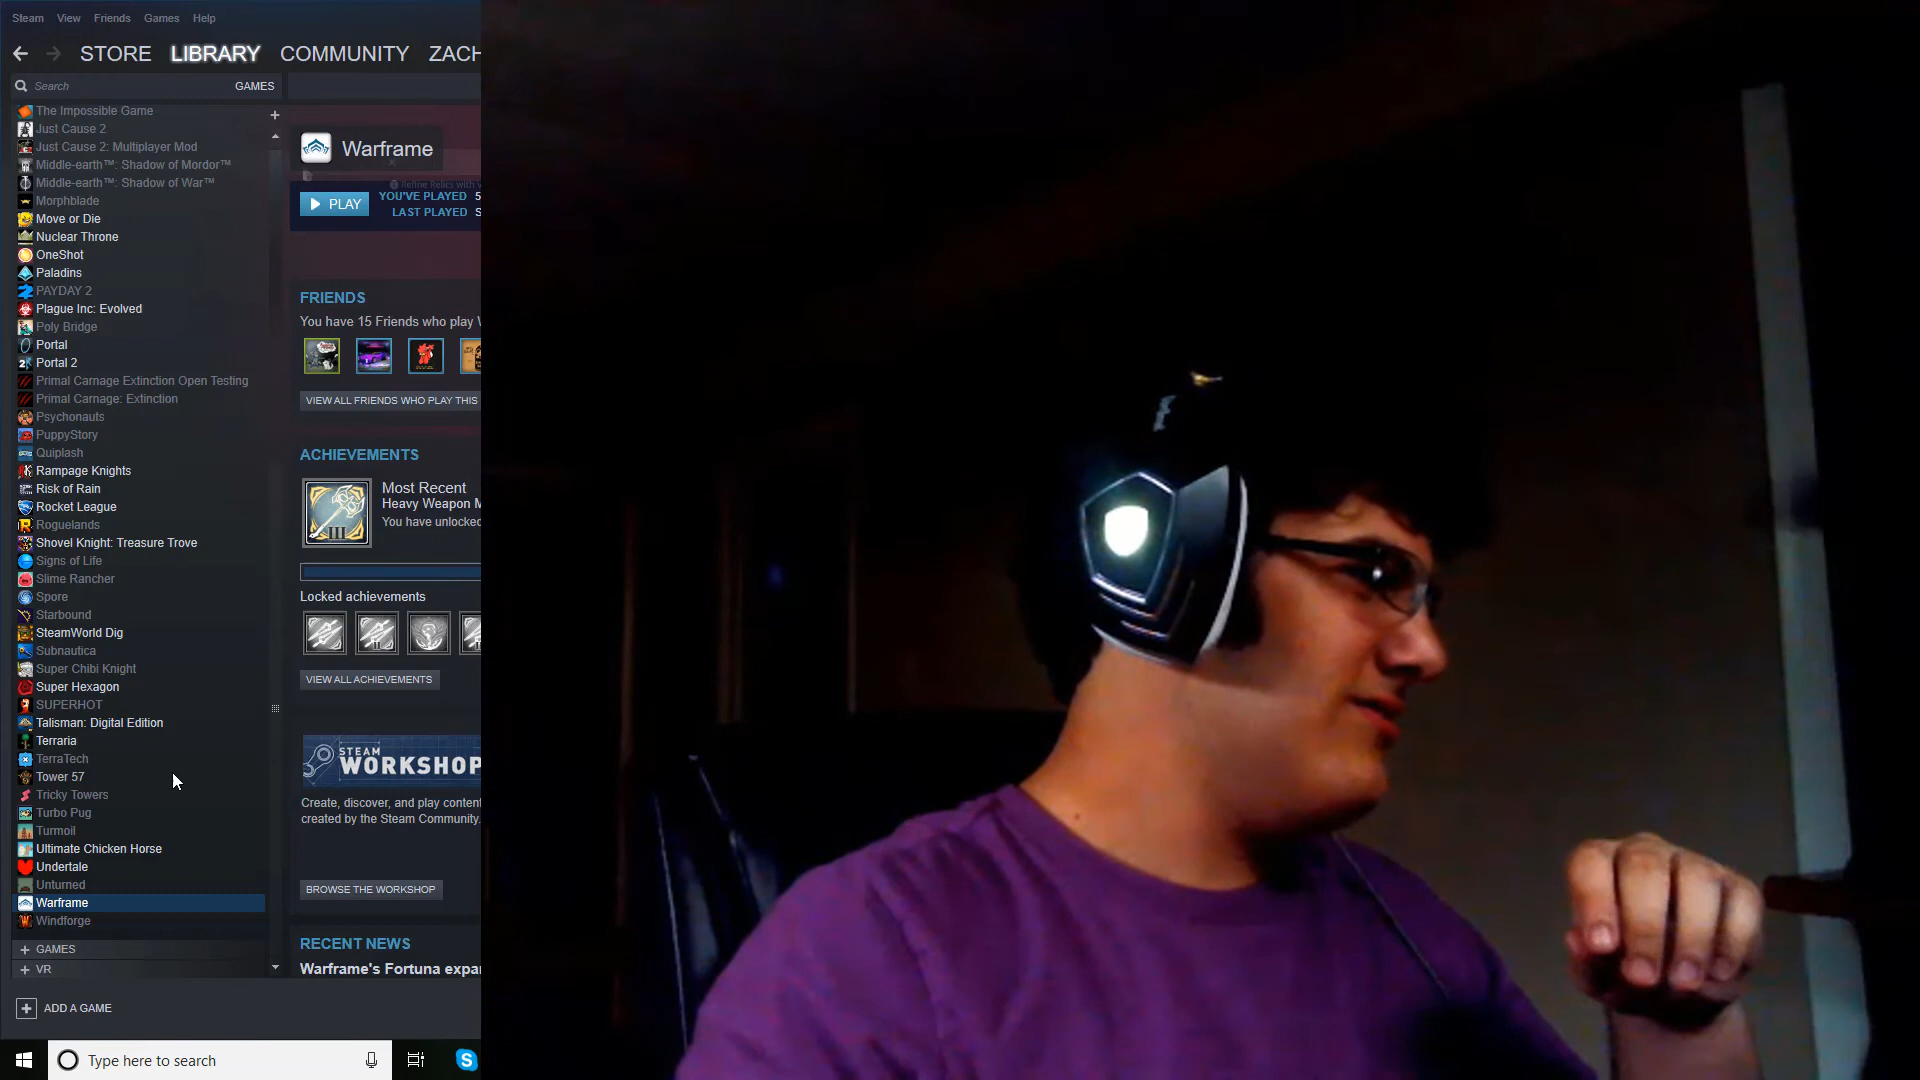 Steam View Friends Games Help
STORE LIBRARY COMMUNITY ZACH
Search GAMES
The Impossible Game
Just Cause 2
Just Cause 2: Multiplayer Mod
Middle-earth™: Shadow of Mordor™
Middle-earth™: Shadow of War™
Morphblade
Move or Die
Nuclear Throne
OneShot
Paladins
PAYDAY 2
Plague Inc: Evolved
Poly Bridge
Portal
Portal 2
Primal Carnage Extinction Open Testing
Primal Carnage: Extinction
Psychonauts
PuppyStory
Quiplash
Rampage Knights
Risk of Rain
Rocket League
Roguelands
Shovel Knight: Treasure Trove
Signs of Life
Slime Rancher
Spore
Starbound
SteamWorld Dig
Subnautica
Super Chibi Knight
Super Hexagon
SUPERHOT
Talisman: Digital Edition
Terraria
TerraTech
Tower 57
Tricky Towers
Turbo Pug
Turmoil
Ultimate Chicken Horse
Undertale
Unturned
Warframe
Windforge
GAMES
VR
ADD A GAME
Warframe
Refine Relics with
PLAY
YOU'VE PLAYED 5
LAST PLAYED S
FRIENDS
You have 15 Friends who play W
VIEW ALL FRIENDS WHO PLAY THIS
ACHIEVEMENTS
Most Recent
Heavy Weapon M
You have unlocked
Locked achievements
VIEW ALL ACHIEVEMENTS
STEAM
WORKSHOP
Create, discover, and play content
created by the Steam Community.
BROWSE THE WORKSHOP
RECENT NEWS
Warframe's Fortuna expa
Type here to search